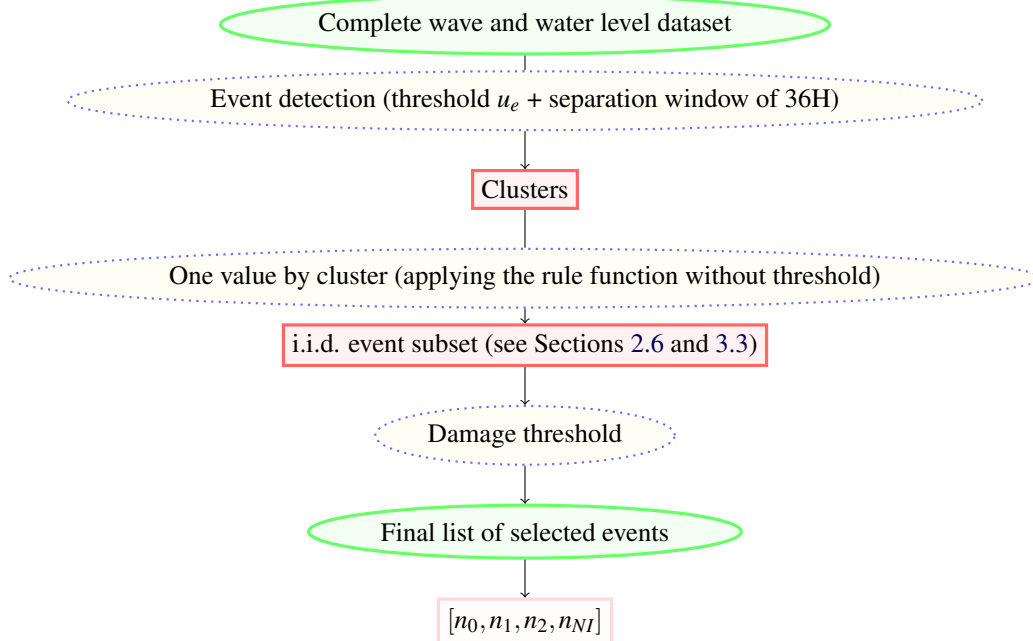 Complete wave and water level dataset
Event detection (threshold u_e + separation window of 36H)
Clusters
One value by cluster (applying the rule function without threshold)
i.i.d. event subset (see Sections 2.6 and 3.3)
Damage threshold
Final list of selected events
[n_0, n_1, n_2, n_{NI}]